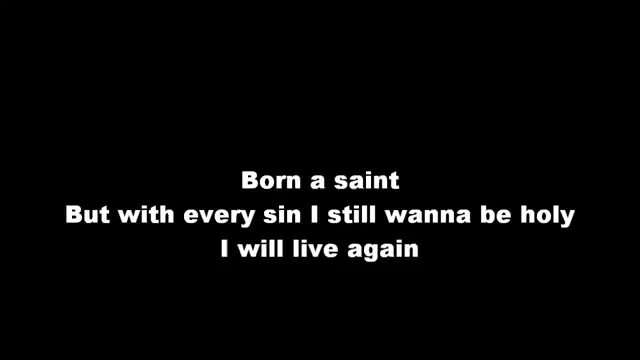 Born a saint
But with every sin I still wanna be holy
I will live again